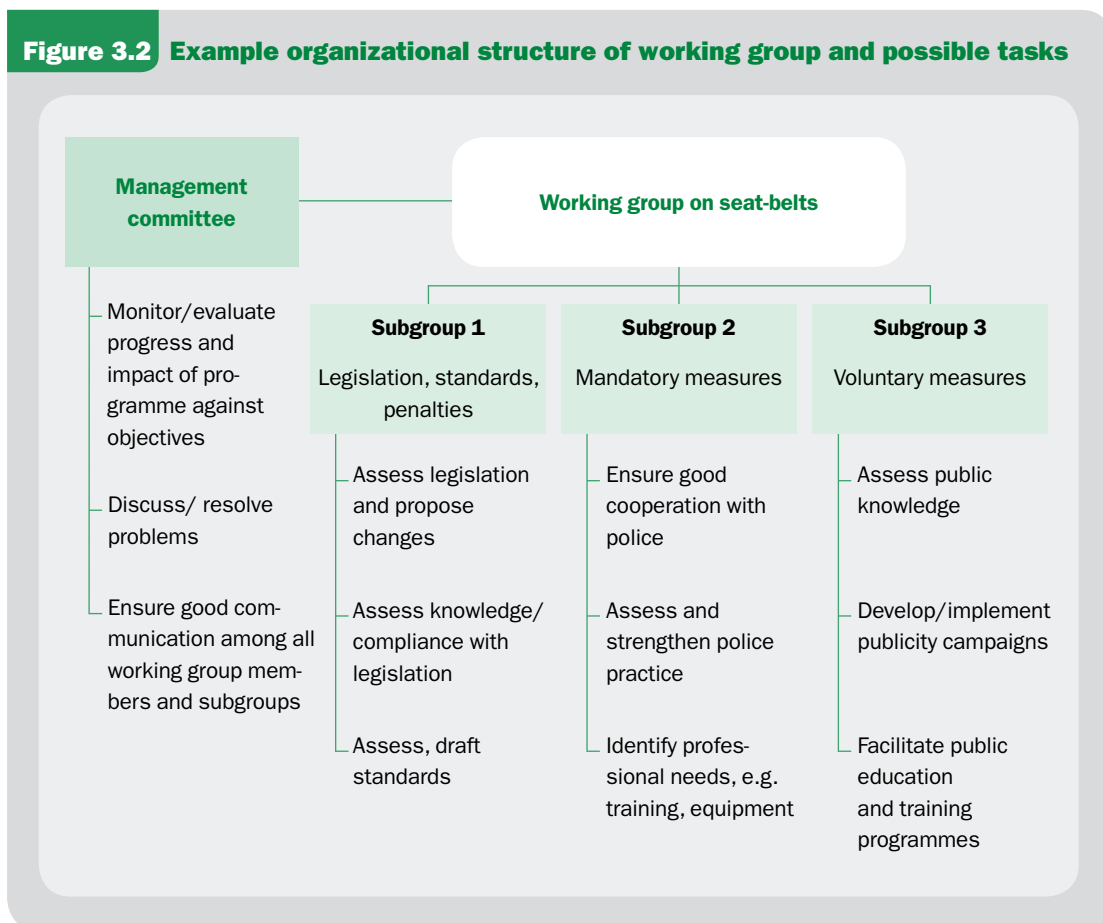 Figure 3.2 Example organizational structure of working group and possible tasks
Management
committee
Working group on seat-belts
Monitor/evaluate
progress and
impact of pro-
gramme against
objectives
Discuss/ resolve
problems
Ensure good com-
munication among all
working group mem-
bers and subgroups
Subgroup 1
Legislation, standards,
penalties
Assess legislation
and propose
changes
Assess knowledge/
compliance with
legislation
Assess, draft
standards
Subgroup 2
Mandatory measures
Ensure good
cooperation with
police
Assess and
strengthen police
practice
Identify profes-
sional needs, e.g.
training, equipment
Subgroup 3
Voluntary measures
Assess public
knowledge
Develop/implement
publicity campaigns
Facilitate public
education
and training
programmes